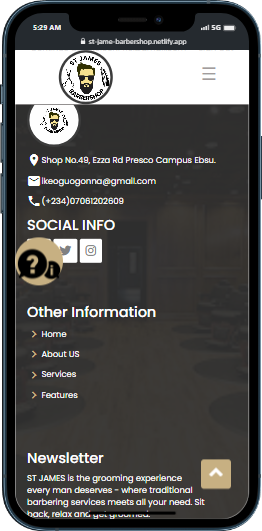 5:29 AM
5G
st-jame-barbershop.netlify.app
ST JAMES
BARBERSHOP
Shop No.49, Ezza Rd Presco Campus Ebsu.
ikeoguogonna@gmail.com
(+234)07061202609
SOCIAL INFO
Other Information
Home
About US
Services
Features
Newsletter
ST JAMES is the grooming experience
every man deserves - where traditional
barbering services meets all your need. Sit
back, relax and get groomed.